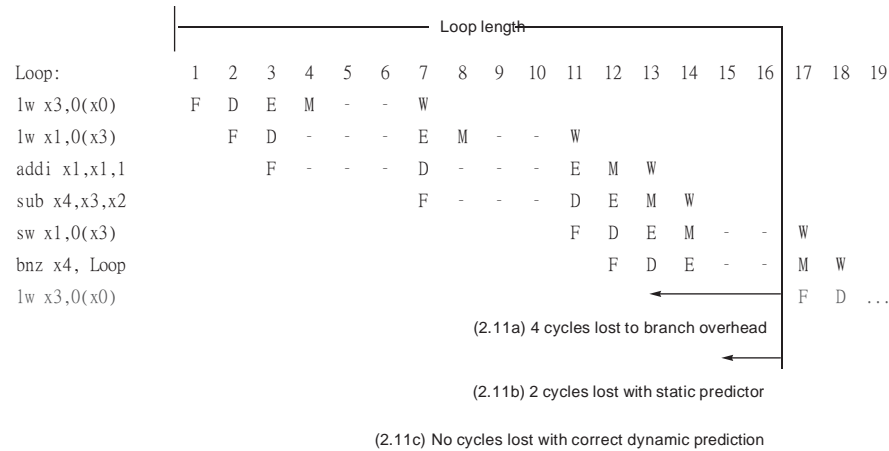 Loop length
Loop: 1 2 3 4 5 6 7 8 9 10 11 12 13 14 15 16 17 18 19
lw x3,0(x0) F D E M - - W
lw x1,0(x3) F D - - - E M - - W
addi x1,x1,1 F - - - D - - - E M W
sub x4,x3,x2 F - - - D E M W
sw x1,0(x3) F D E M - - W
bnz x4, Loop F D E - - M W
lw x3,0(x0) F D ...
(2.11a) 4 cycles lost to branch overhead
(2.11b) 2 cycles lost with static predictor
(2.11c) No cycles lost with correct dynamic prediction